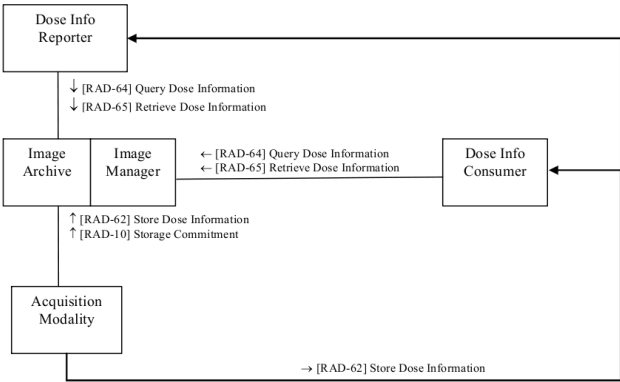 Dose Info
Reporter
↓ [RAD-64] Query Dose Information
↓ [RAD-65] Retrieve Dose Information
Image
Archive
Image
Manager
← [RAD-64] Query Dose Information
← [RAD-65] Retrieve Dose Information
Dose Info
Consumer
↑ [RAD-62] Store Dose Information
↑ [RAD-10] Storage Commitment
Acquisition
Modality
→ [RAD-62] Store Dose Information